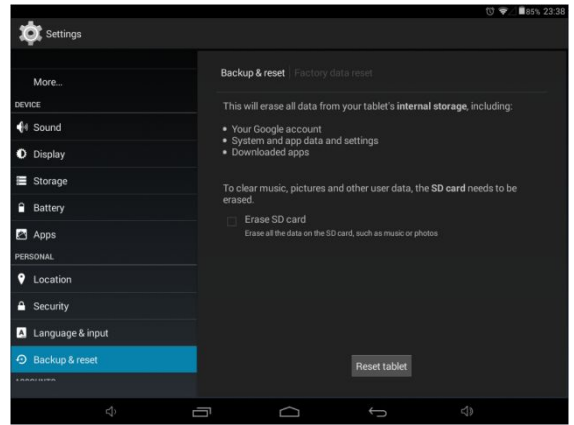 85% 23:38
Settings
More...
DEVICE
Sound
Display
Storage
Battery
Apps
PERSONAL
Location
Security
Language & input
Backup & reset
ACCOUNTS
Backup & reset | Factory data reset
This will erase all data from your tablet's internal storage, including:
• Your Google account
• System and app data and settings
• Downloaded apps
To clear music, pictures and other user data, the SD card needs to be
erased.
Erase SD card
Erase all the data on the SD card, such as music or photos
Reset tablet